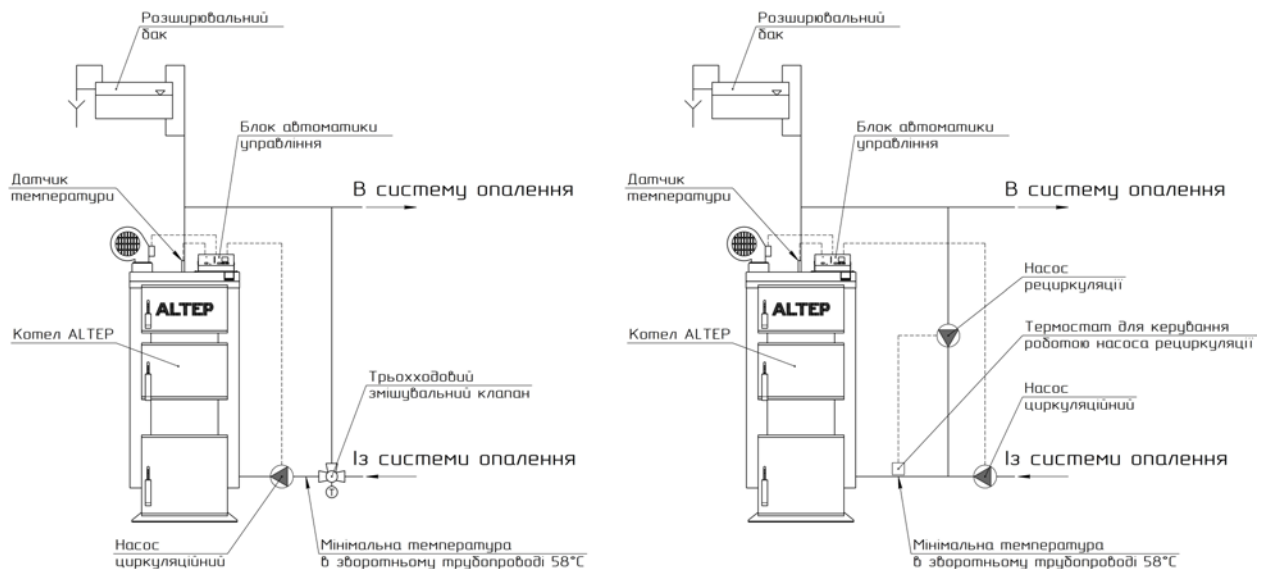 Розширювальний
бак
Блок автоматики
управління
Датчик
температури
В систему опалення
ALTEP
Котел ALTEP
Трьохходовий
змішувальний клапан
Із системи опалення
T
Насос
циркуляційний
Мінімальна температура
в зворотньому трубопроводі 58°С
Розширювальний
бак
Блок автоматики
управління
Датчик
температури
В систему опалення
Насос
рециркуляції
ALTEP
Котел ALTEP
Термостат для керування
роботою насоса рециркуляції
Насос
циркуляційний
Із системи опалення
Мінімальна температура
в зворотньому трубопроводі 58°С